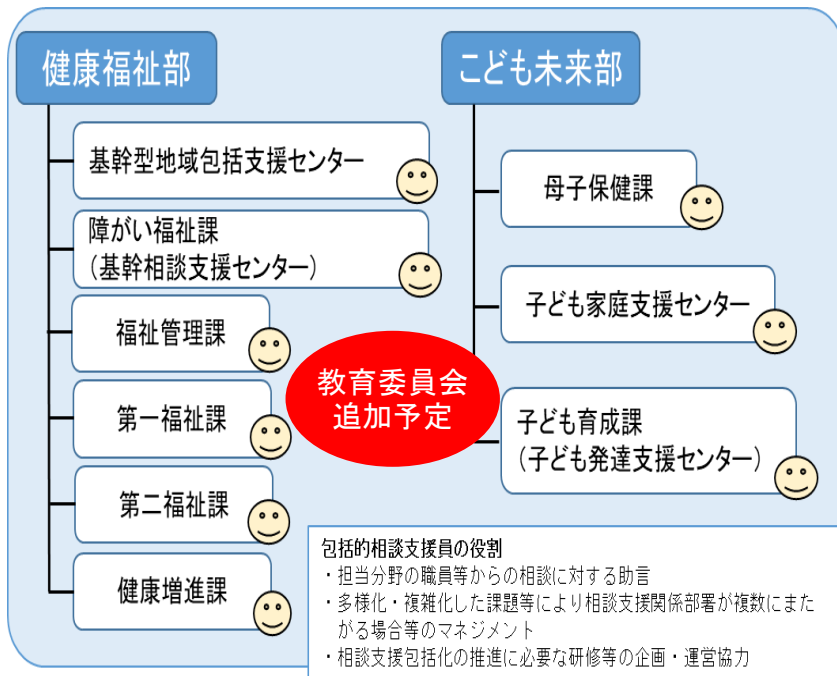 健康福祉部
基幹型地域包括支援センター
障がい福祉課
（基幹相談支援センター）
福祉管理課
第一福祉課
第二福祉課
健康増進課
こども未来部
母子保健課
子ども家庭支援センター
子ども育成課
（子ども発達支援センター）
教育委員会
追加予定
包括的相談支援員の役割
・担当分野の職員等からの相談に対する助言
・多様化・複雑化した課題等により相談支援関係部署が複数にまた
がる場合等のマネジメント
・相談支援包括化の推進に必要な研修等の企画・運営協力